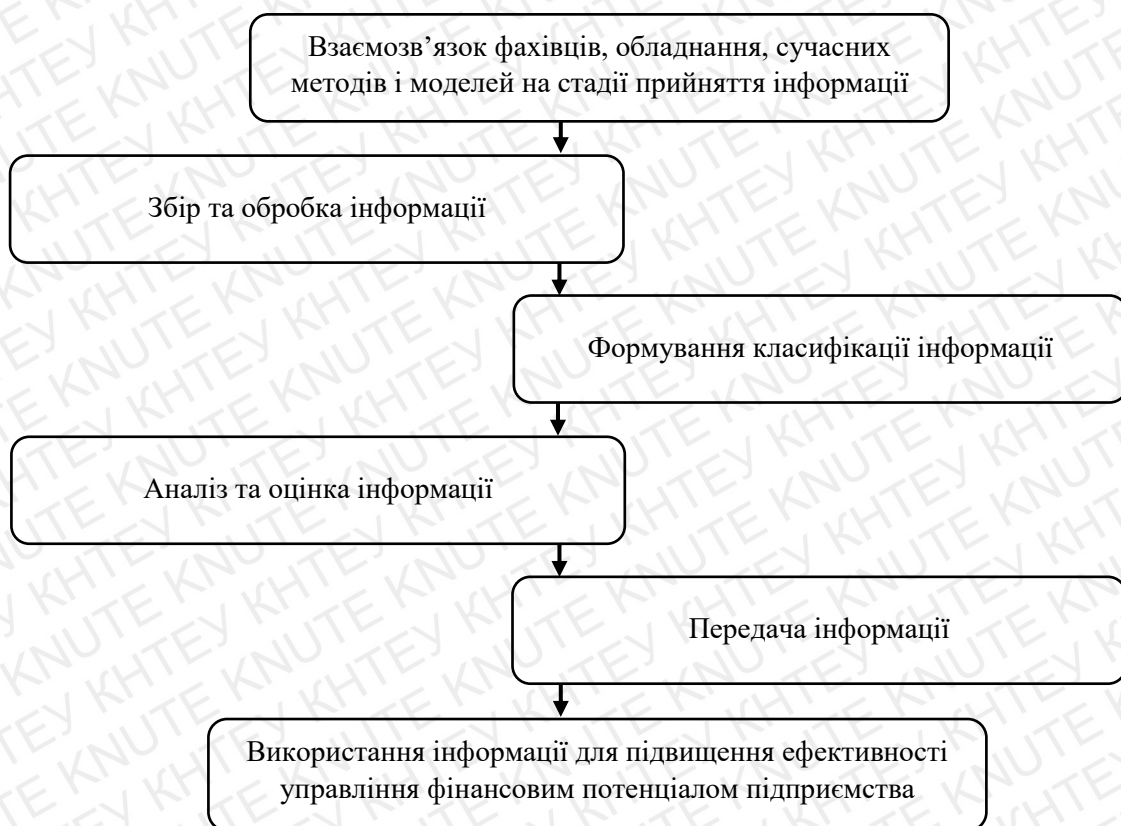 Взаємозв’язок фахівців, обладнання, сучасних
методів і моделей на стадії прийняття інформації
Збір та обробка інформації
Формування класифікації інформації
Аналіз та оцінка інформації
Передача інформації
Використання інформації для підвищення ефективності
управління фінансовим потенціалом підприємства